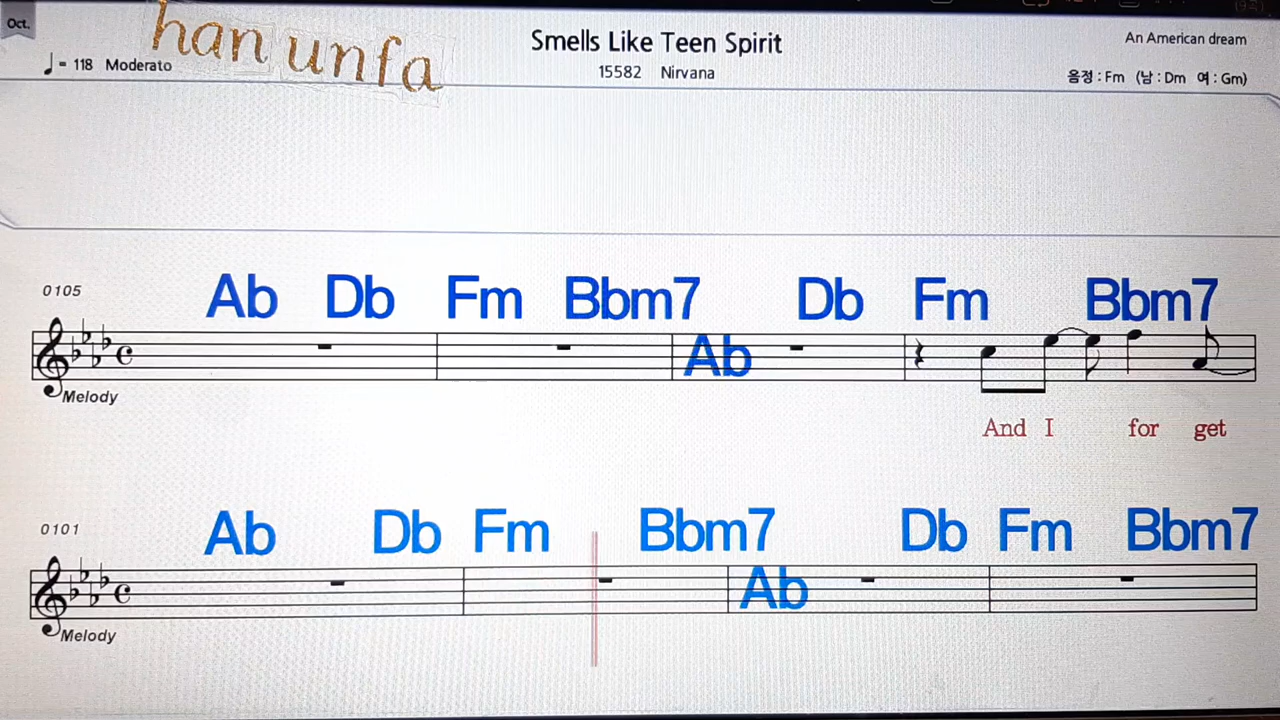 Oct.
han unfa
♩= 118 Moderato
Smells Like Teen Spirit
15582 Nirvana
An American dream
음정 : Fm (남 : Dm 여 : Gm)
0105
Ab Db Fm Bbm7 Ab Db Fm Bbm7
Melody
And I for get
0101
Ab Db Fm Bbm7 Ab Db Fm Bbm7
Melody